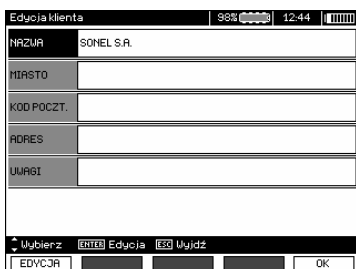 Edycja klienta 98% 12:44
NAZWA SONEL S.A.
MIASTO
KOD POCZT.
ADRES
UWAGI
Wybierz ENTER Edycja ESC Wyjdź
EDYCJA OK